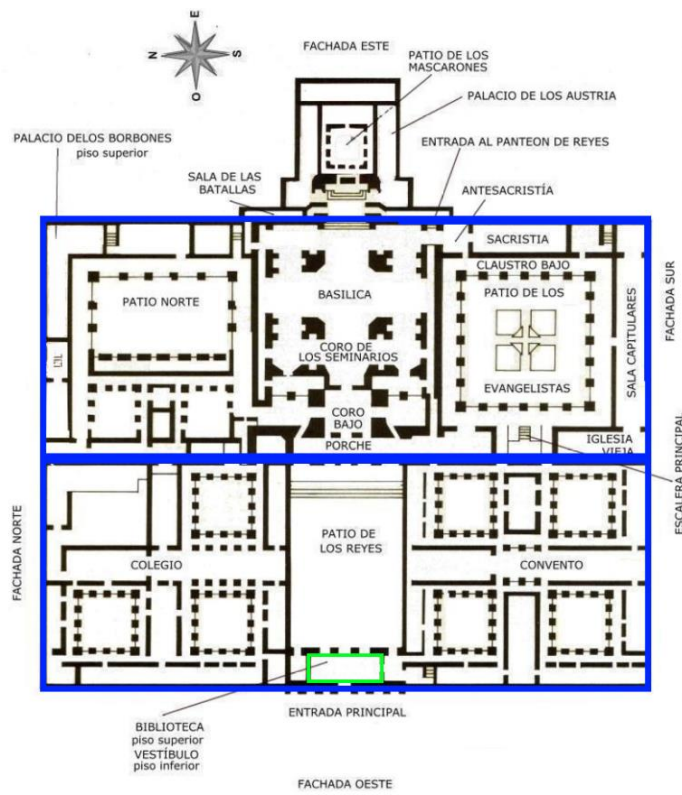 E
N
S
O
FACHADA ESTE
PATIO DE LOS
MASCARONES
PALACIO DE LOS AUSTRIA
PALACIO DELOS BORBONES
piso superior
ENTRADA AL PANTEON DE REYES
SALA DE LAS
BATALLAS
ANTESACRISTÍA
SACRISTIA
CLAUSTRO BAJO
PATIO NORTE
BASILICA
PATIO DE LOS
EVANGELISTAS
SALA CAPITULARES
FACHADA SUR
CORO DE
LOS SEMINARIOS
CORO
BAJO
PORCHE
IGLESIA
VIEJA
ESCALERA PRINCIPAL
FACHADA NORTE
PATIO DE
LOS REYES
COLEGIO
CONVENTO
ENTRADA PRINCIPAL
BIBLIOTECA
piso superior
VESTÍBULO
piso inferior
FACHADA OESTE